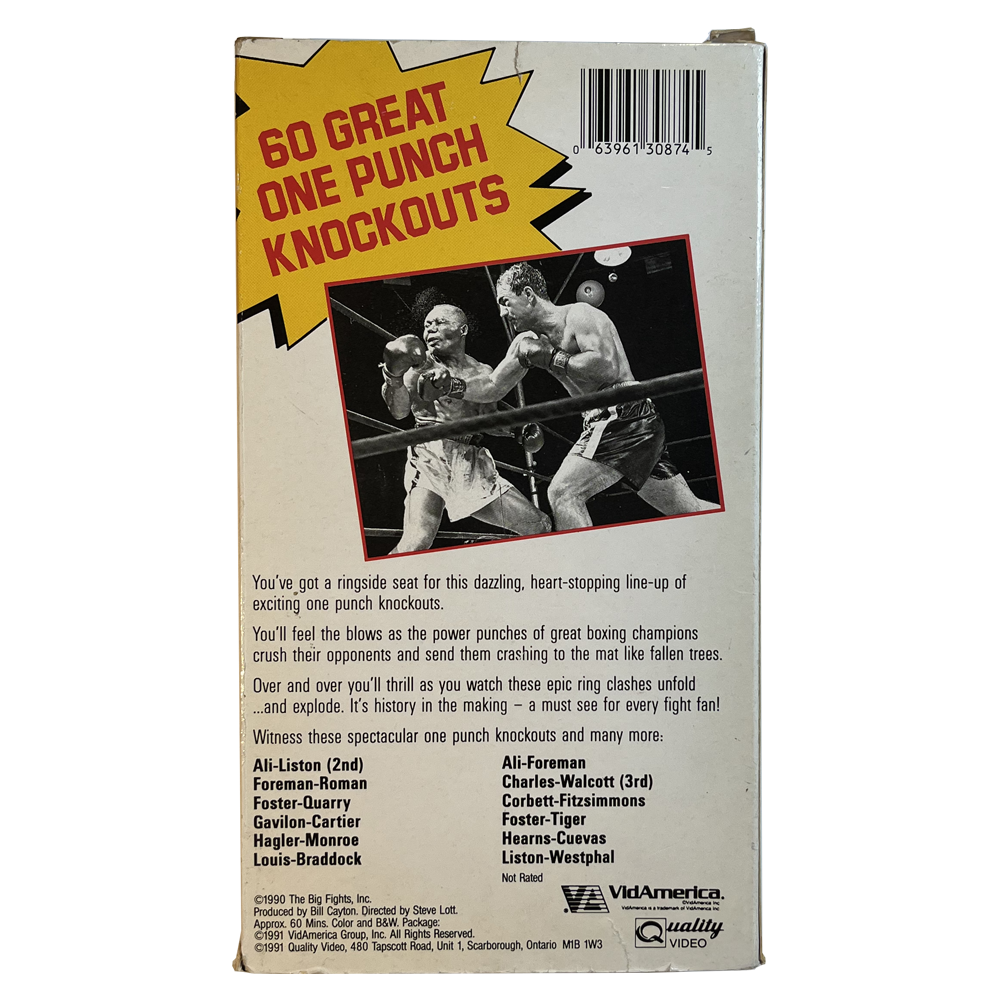 60 GREAT
ONE PUNCH
KNOCKOUTS
0 63961 30874 5
You've got a ringside seat for this dazzling, heart-stopping line-up of
exciting one punch knockouts.
You'll feel the blows as the power punches of great boxing champions
crush their opponents and send them crashing to the mat like fallen trees.
Over and over you'll thrill as you watch these epic ring clashes unfold
...and explode. It's history in the making – a must see for every fight fan!
Witness these spectacular one punch knockouts and many more:
Ali-Liston (2nd)
Foreman-Roman
Foster-Quarry
Gavilon-Cartier
Hagler-Monroe
Louis-Braddock
Ali-Foreman
Charles-Walcott (3rd)
Corbett-Fitzsimmons
Foster-Tiger
Hearns-Cuevas
Liston-Westphal
Not Rated
©1990 The Big Fights, Inc.
Produced by Bill Cayton. Directed by Steve Lott.
Approx. 60 Mins. Color and B&W. Package:
©1991 VidAmerica Group, Inc. All Rights Reserved.
©1991 Quality Video, 480 Tapscott Road, Unit 1, Scarborough, Ontario M1B 1W3
VidAmerica.
©VidAmerica Inc
VidAmerica is a trademark of VidAmerica Inc
Quality
VIDEO